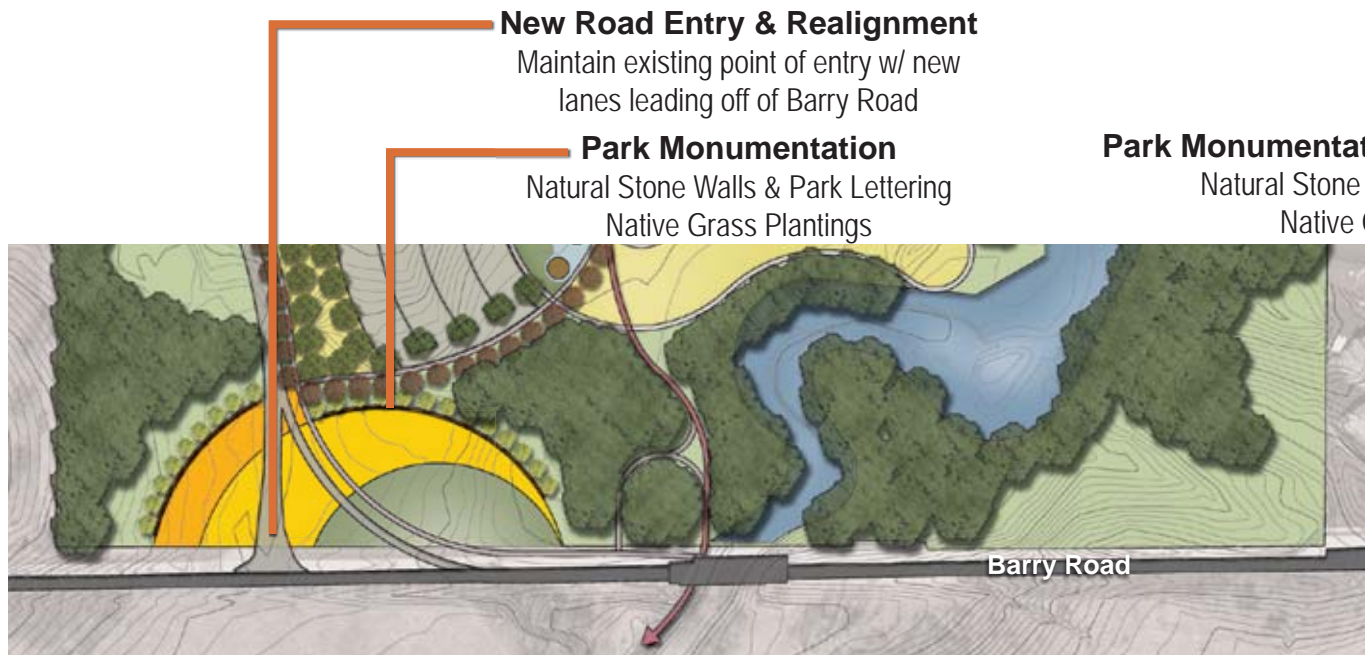 New Road Entry & Realignment
Maintain existing point of entry w/ new
lanes leading off of Barry Road
Park Monumentation
Natural Stone Walls & Park Lettering
Native Grass Plantings
Park
Natural Stone
Native
Barry Road